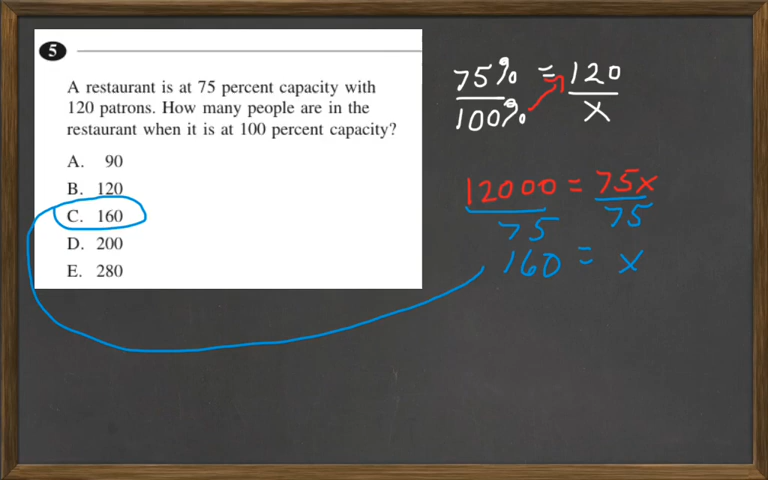 5
A restaurant is at 75 percent capacity with
120 patrons. How many people are in the
restaurant when it is at 100 percent capacity?
A. 90
B. 120
C. 160
D. 200
E. 280
75% = 120
100% x
12000 = 75x
75 75
160 = x